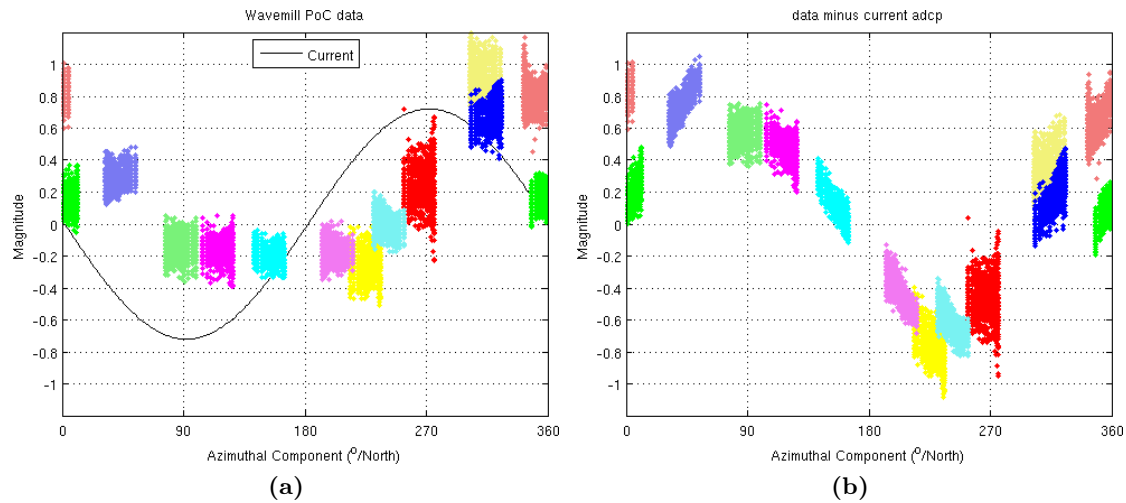 Wavemill PoC data
Current
1
0.8
0.6
0.4
0.2
0
-0.2
-0.4
-0.6
-0.8
-1
Magnitude
0 90 180 270 360
Azimuthal Component (°/North)
(a)
data minus current adcp
1
0.8
0.6
0.4
0.2
0
-0.2
-0.4
-0.6
-0.8
-1
Magnitude
0 90 180 270 360
Azimuthal Component (°/North)
(b)